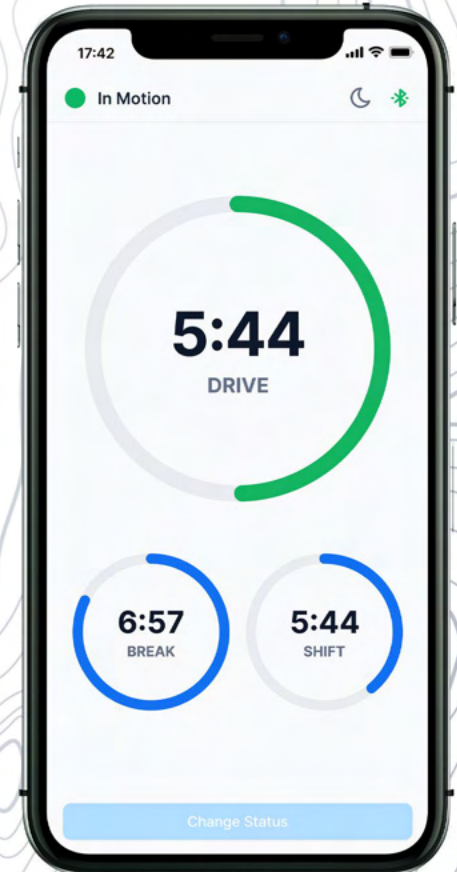 17:42
In Motion
5:44
DRIVE
6:57
BREAK
5:44
SHIFT
Change Status